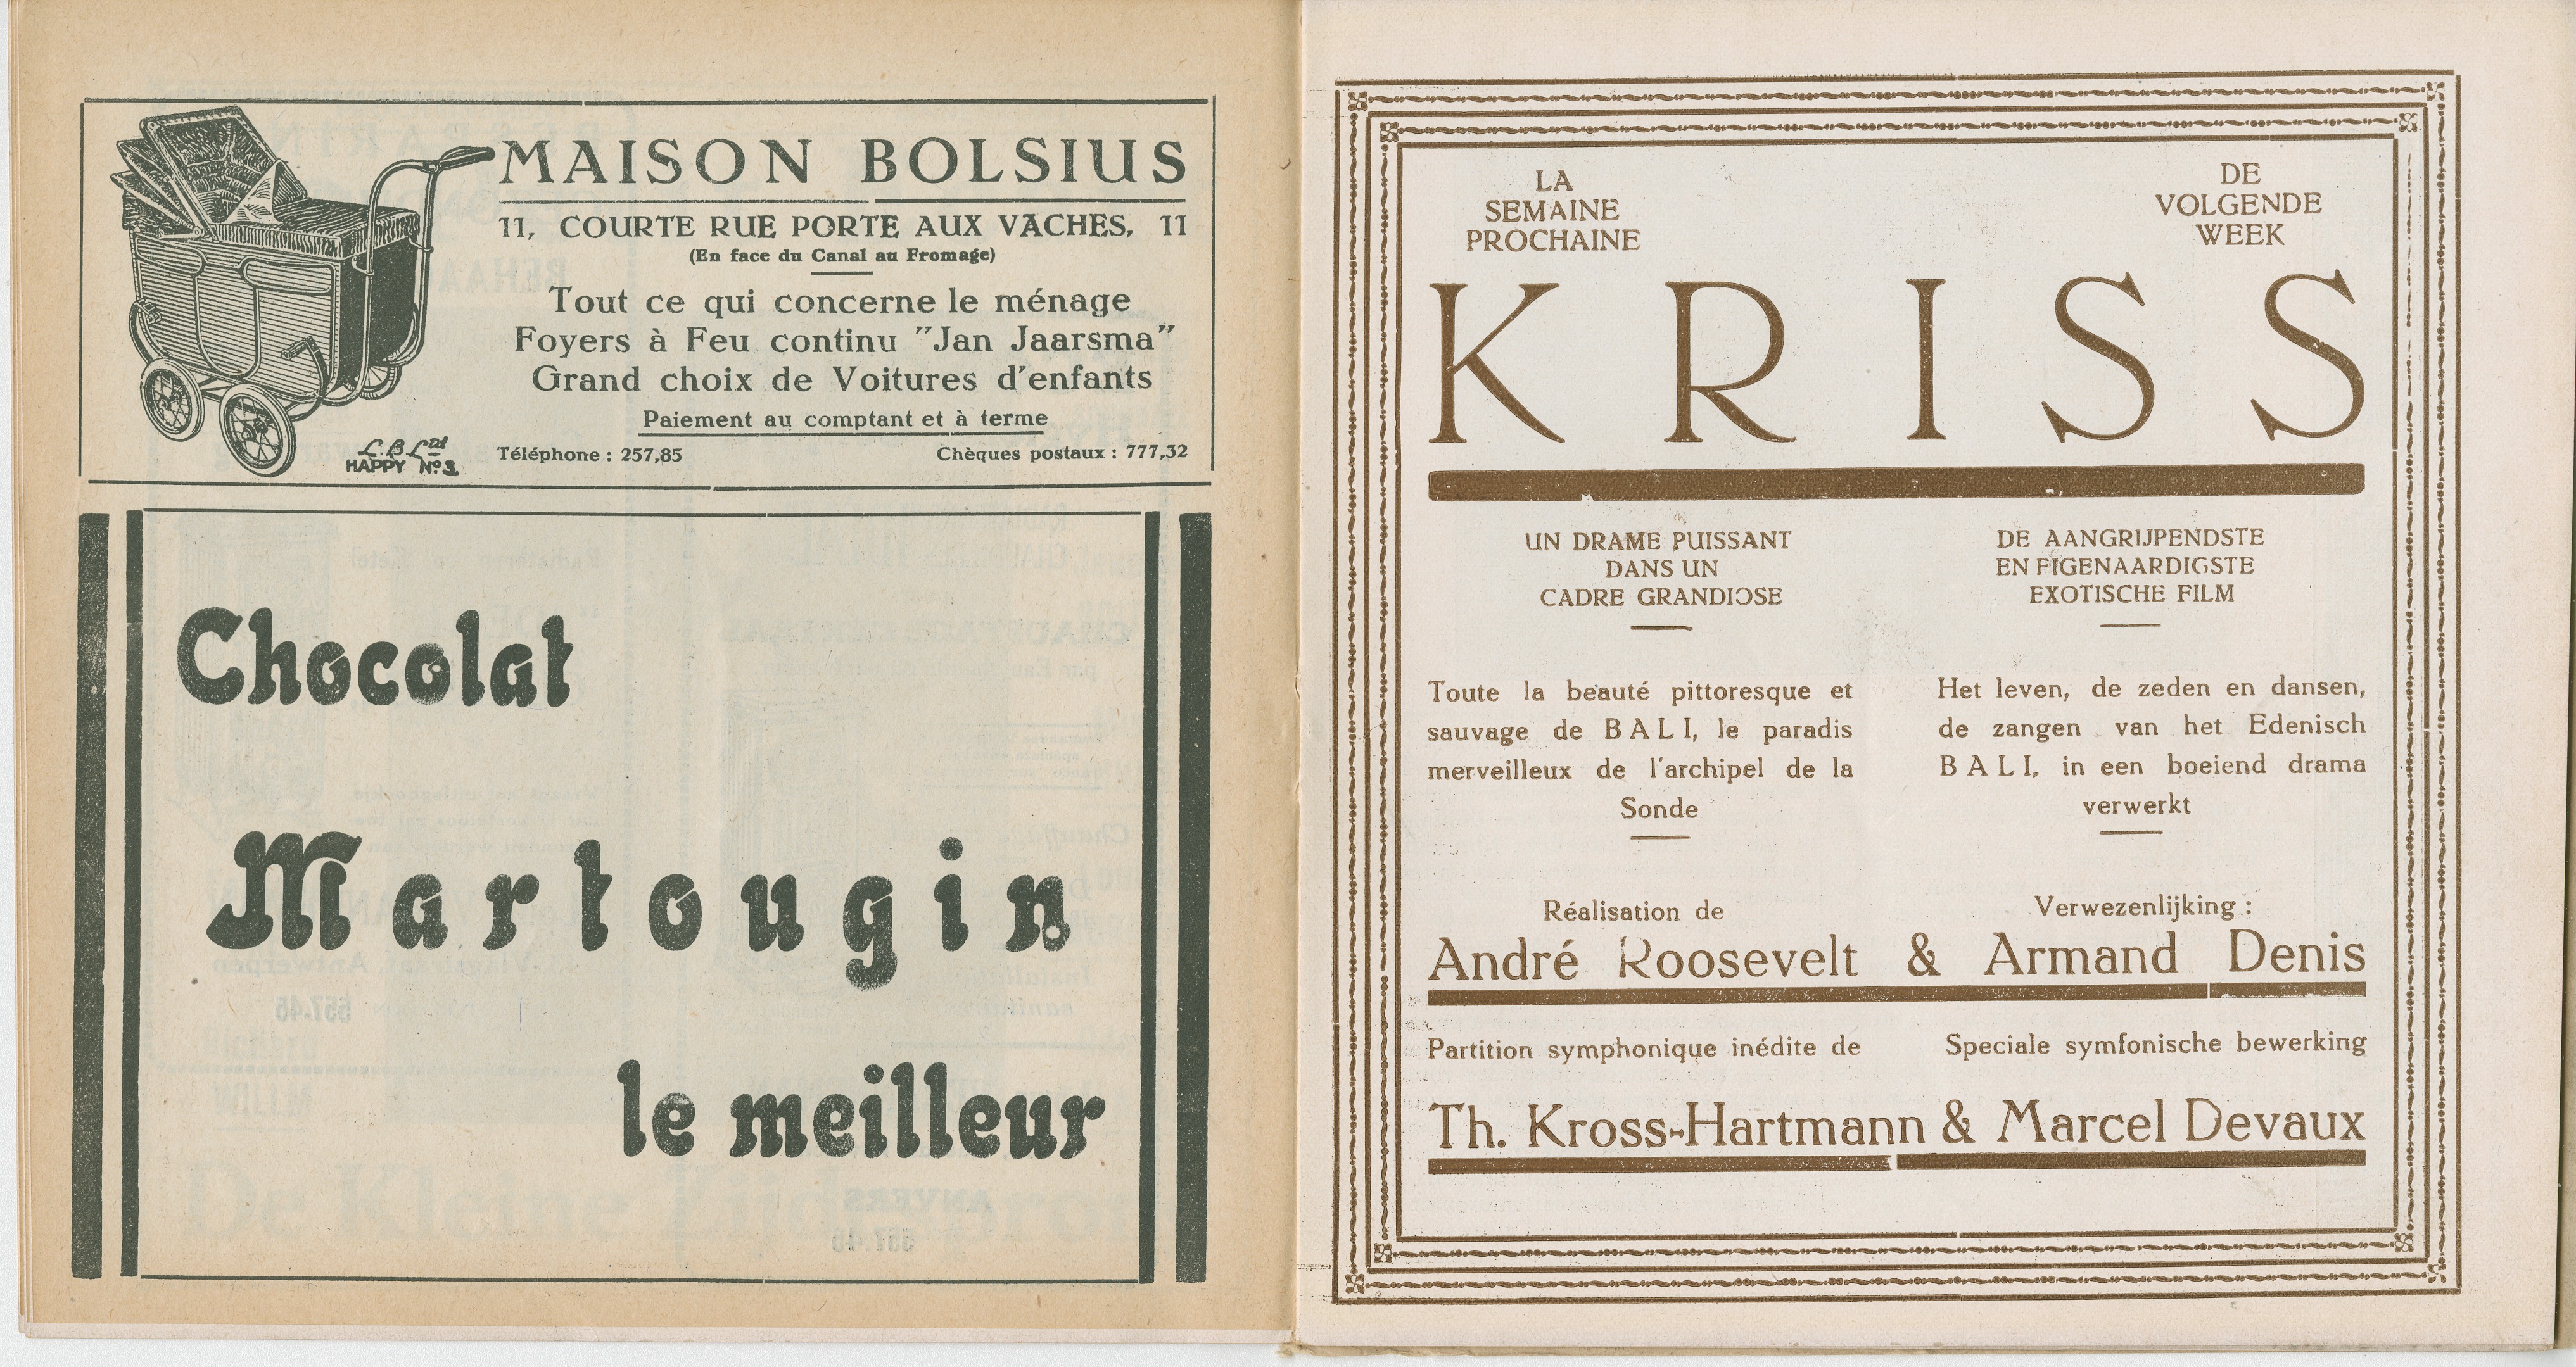 MAISON BOLSIUS
11, COURTE RUE PORTE AUX VACHES, 11
(En face du Canal au Fromage)
Tout ce qui concerne le ménage
Foyers à Feu continu "Jan Jaarsma"
Grand choix de Voitures d'enfants
Paiement au comptant et à terme
Téléphone : 257,85
Chèques postaux : 777,32
L.B.Ltd
HAPPY No 3.
Chocolat
Martougin
le meilleur
LA
SEMAINE
PROCHAINE
DE
VOLGENDE
WEEK
KRISS
UN DRAME PUISSANT
DANS UN
CADRE GRANDIOSE
DE AANGRIJPENDSTE
EN FIGENAARDIGSTE
EXOTISCHE FILM
Toute la beauté pittoresque et
sauvage de BALI, le paradis
merveilleux de l'archipel de la
Sonde
Het leven, de zeden en dansen,
de zangen van het Edenisch
BALI, in een boeiend drama
verwerkt
Réalisation de
Verwezenlijking :
André Roosevelt & Armand Denis
Partition symphonique inédite de
Speciale symfonische bewerking
Th. Kross-Hartmann & Marcel Devaux